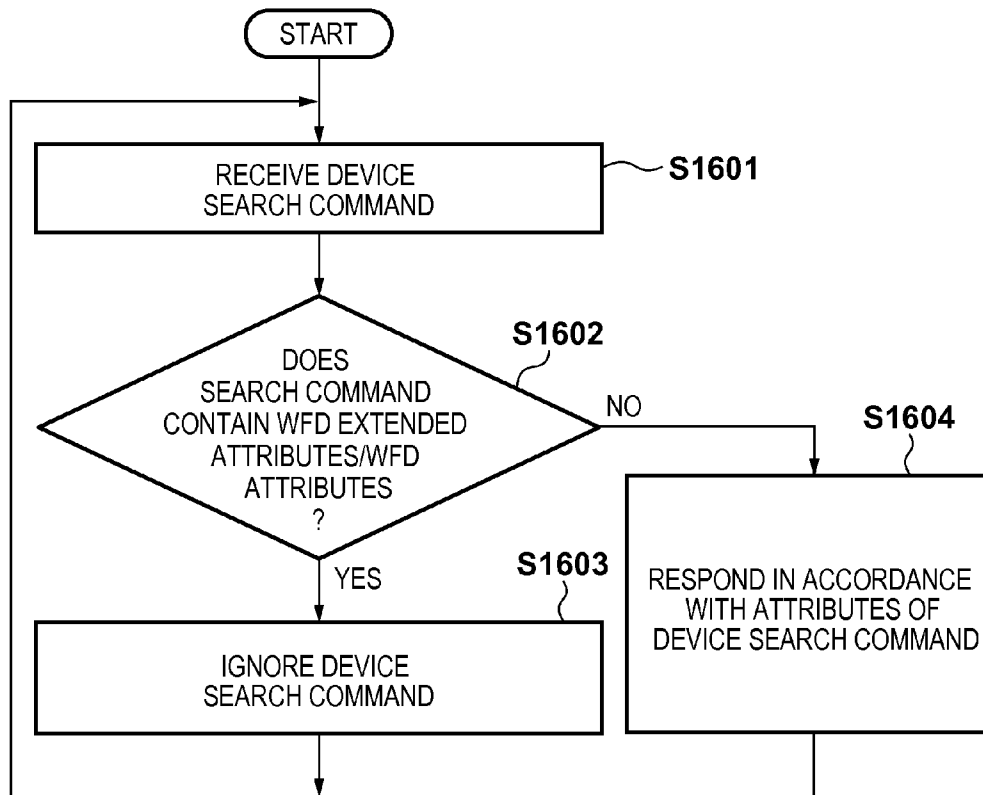 START
RECEIVE DEVICE
SEARCH COMMAND
S1601
DOES
SEARCH COMMAND
CONTAIN WFD EXTENDED
ATTRIBUTES/WFD
ATTRIBUTES
?
S1602
NO
YES
S1604
RESPOND IN ACCORDANCE
WITH ATTRIBUTES OF
DEVICE SEARCH COMMAND
S1603
IGNORE DEVICE
SEARCH COMMAND